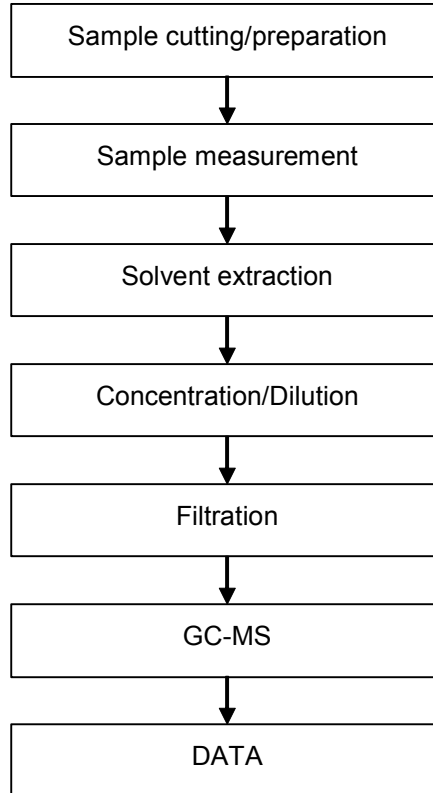 Sample cutting/preparation
Sample measurement
Solvent extraction
Concentration/Dilution
Filtration
GC-MS
DATA